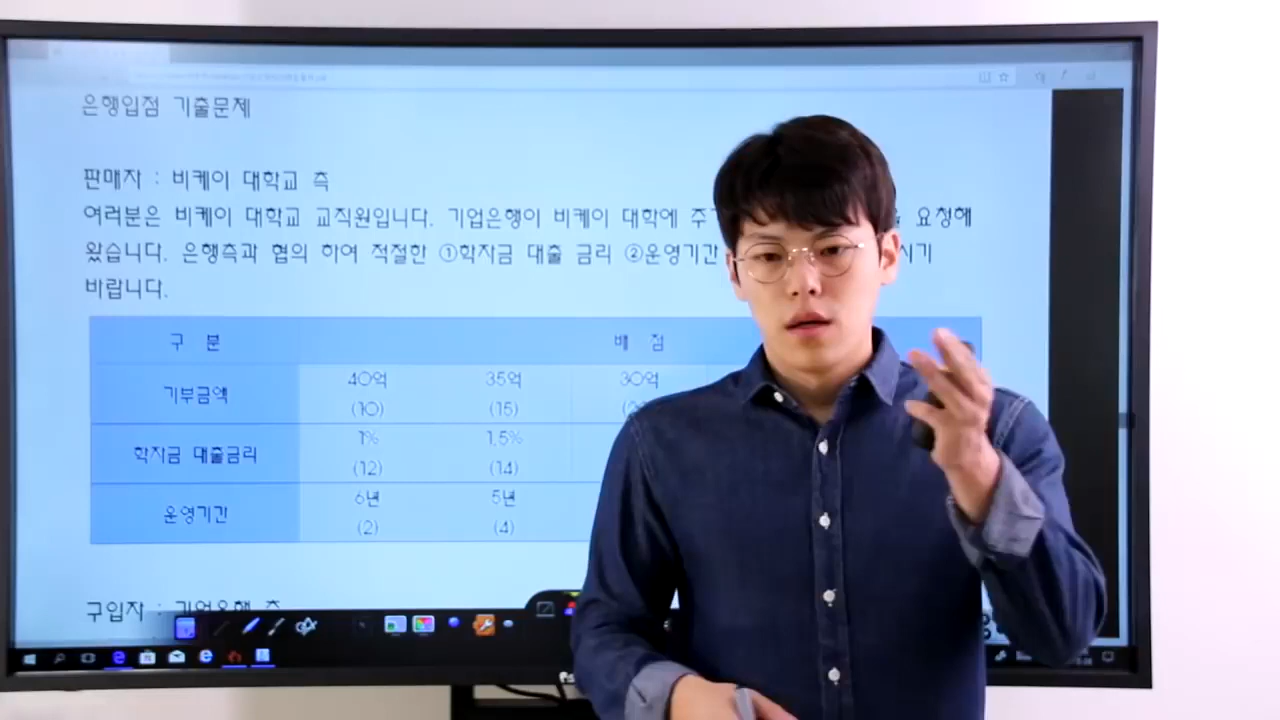 은행입점 기출문제
판매자 : 비케이 대학교 측
여러분은 비케이 대학교 교직원입니다. 기업은행이 비케이 대학에 요청해
왔습니다. 은행측과 협의 하여 적절한 ①학자금 대출 금리 ②운영기간
바랍니다.
구 분 배 점
기부금액 40억 35억 30억
(10) (15)
학자금 대출금리 1% 1.5%
(12) (14)
운영기간 6년 5년
(2) (4)
구입자 : 기업은행 측